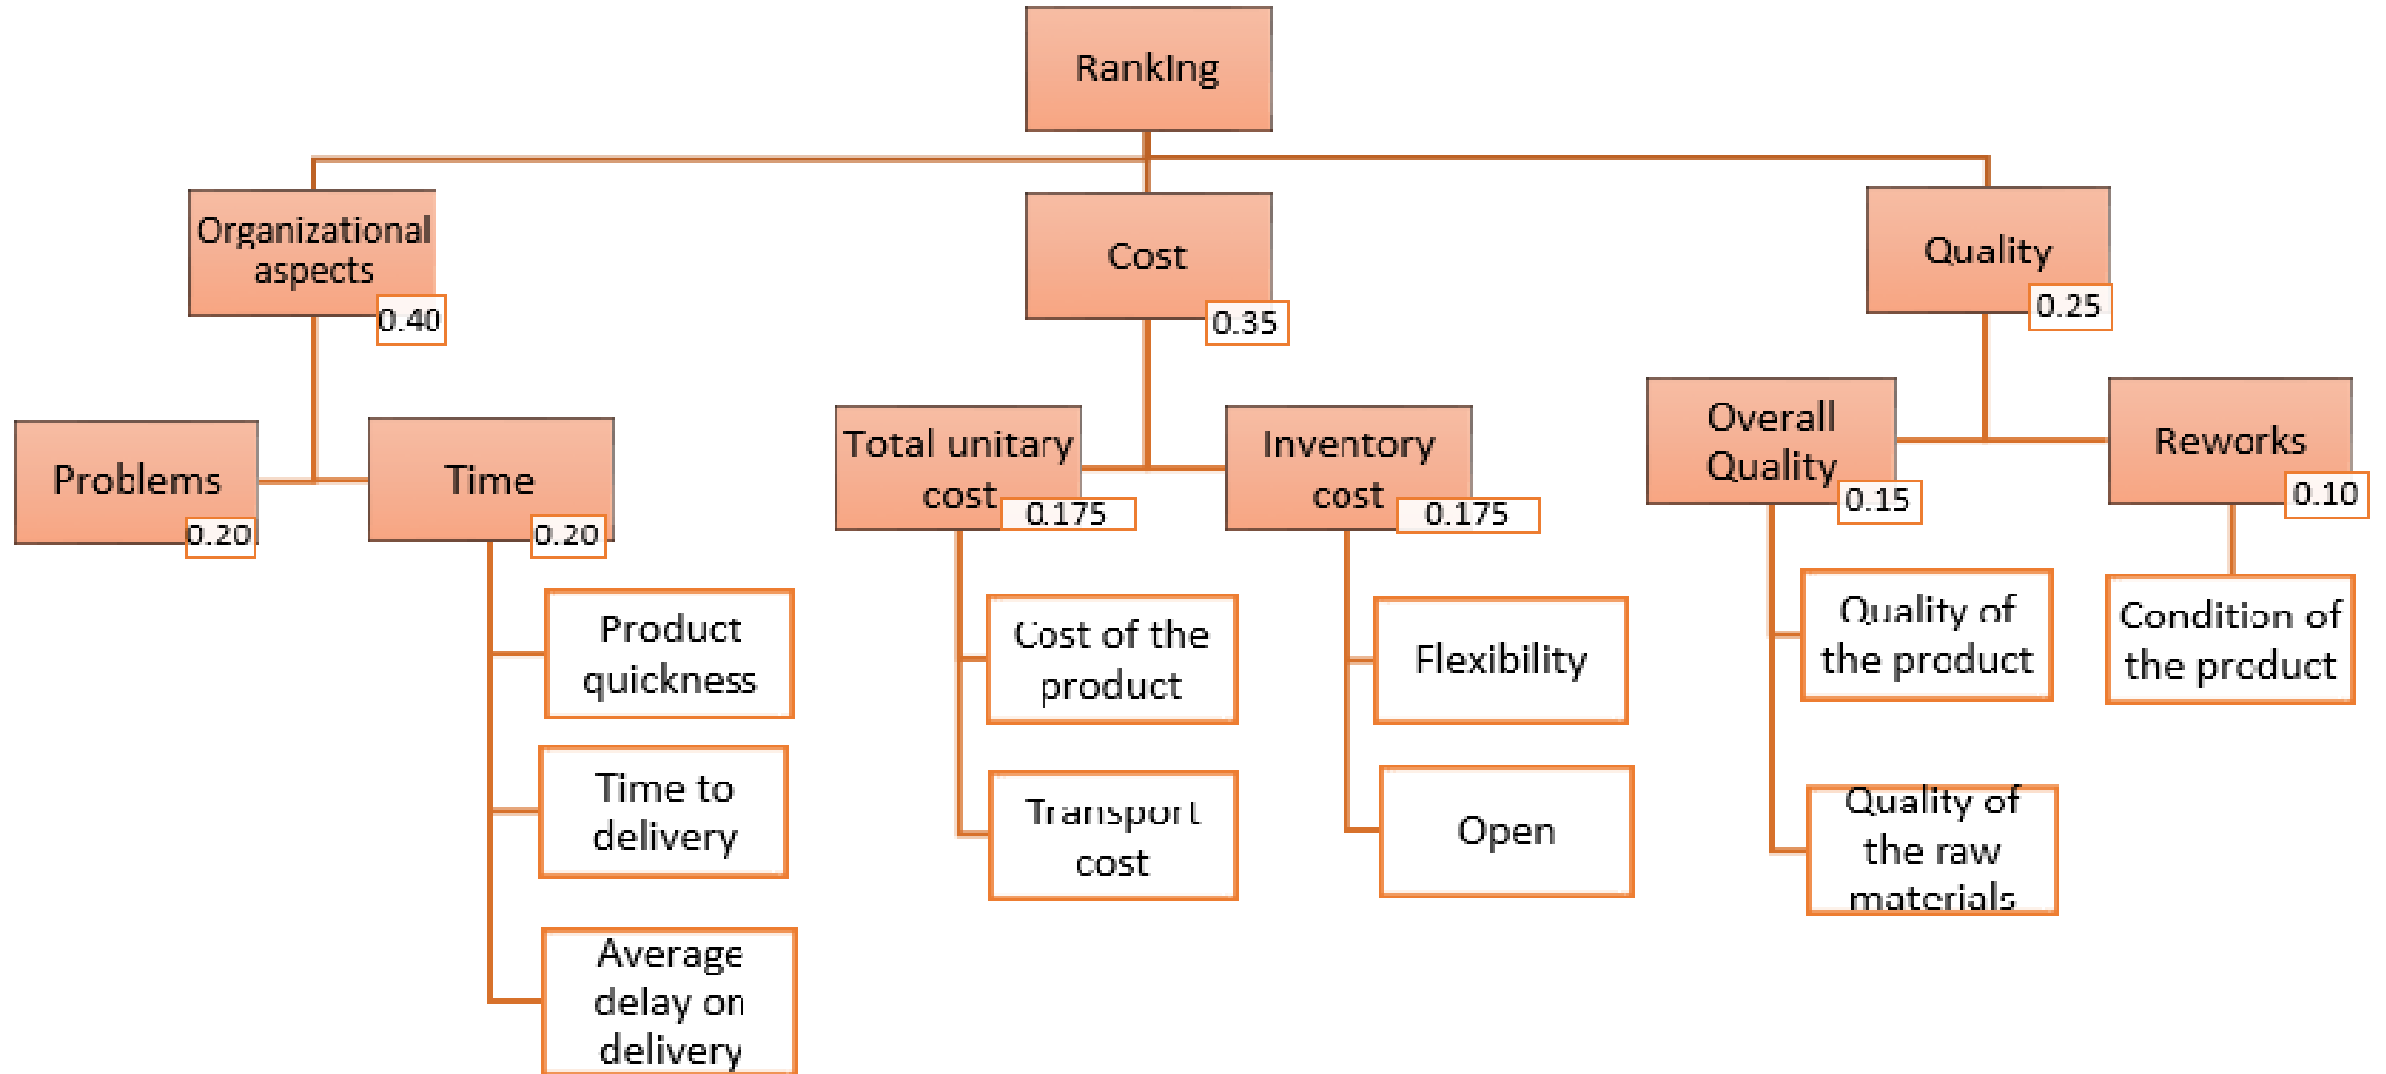 Ranking
Organizational
aspects
0.40
Cost
0.35
Quality
0.25
Problems
0.20
Time
0.20
Total unitary
cost
0.175
Inventory
cost
0.175
Overall
Quality
0.15
Reworks
0.10
Product
quickness
Time to
delivery
Average
delay on
delivery
Cost of the
product
Transport
cost
Flexibility
Open
Quality of
the product
Quality of
the raw
materials
Condition of
the product